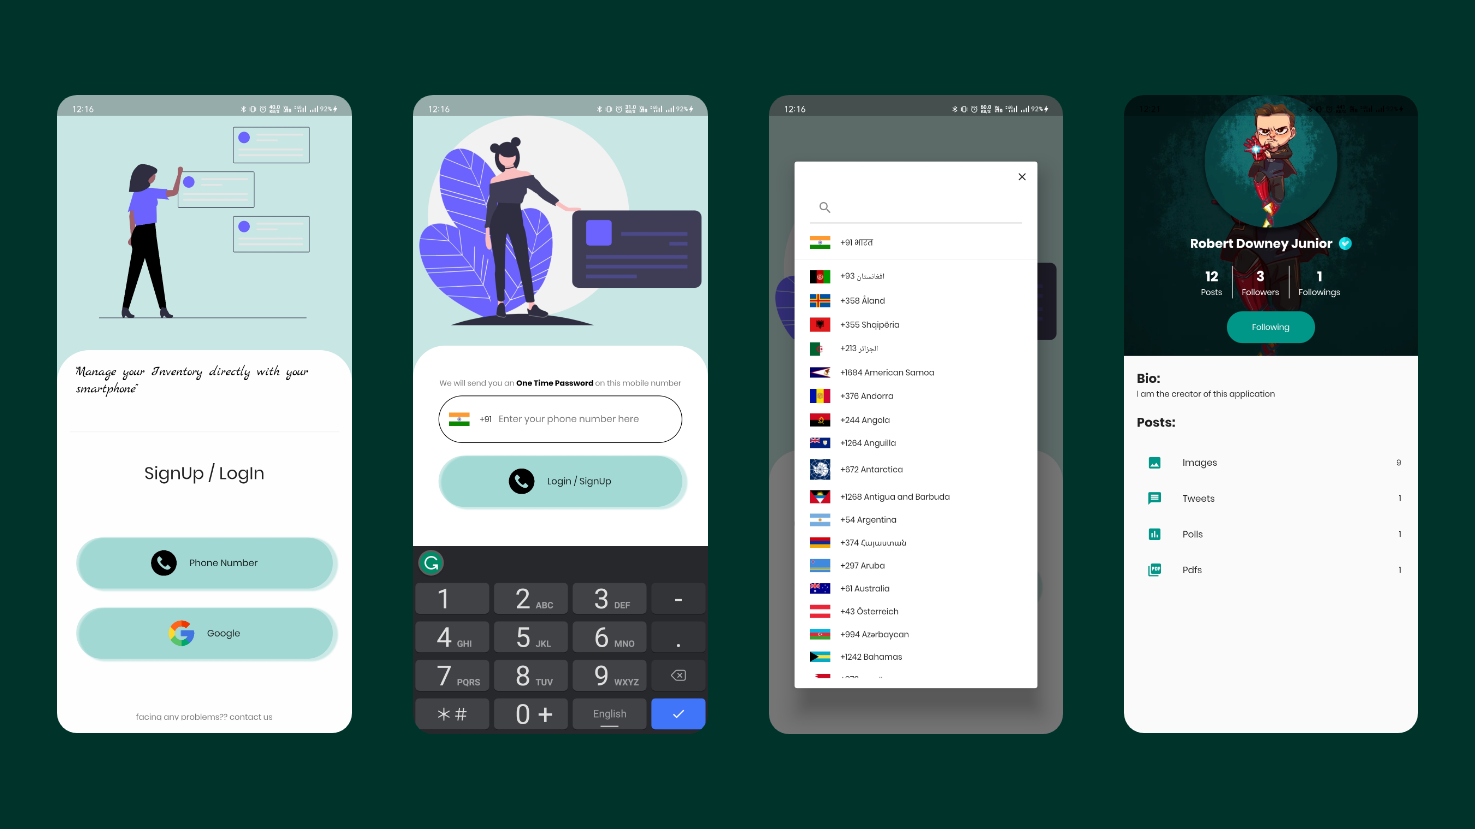 12:16
92%
"Manage your Inventory directly with your
smartphone"
SignUp / LogIn
Phone Number
Google
facing any problems?? contact us
12:16
92%
We will send you an One Time Password on this mobile number
+91 Enter your phone number here
Login / SignUp
1
2 ABC
3 DEF
-
4 GHI
5 JKL
6 MNO
.
7 PQRS
8 TUV
9 WXYZ
*#
0 +
English
12:16
92%
+91 भारत
+93 افغانستان
+358 Åland
+355 Shqipëria
+213 الجزائر
+1684 American Samoa
+376 Andorra
+244 Angola
+1264 Anguilla
+672 Antarctica
+1268 Antigua and Barbuda
+54 Argentina
+374 Հայաստան
+297 Aruba
+61 Australia
+43 Österreich
+994 Azərbaycan
+1242 Bahamas
Robert Downey Junior
12 3 1
Posts Followers Followings
Following
Bio:
I am the creator of this application
Posts:
Images 9
Tweets 1
Polls 1
PDF
Pdfs 1